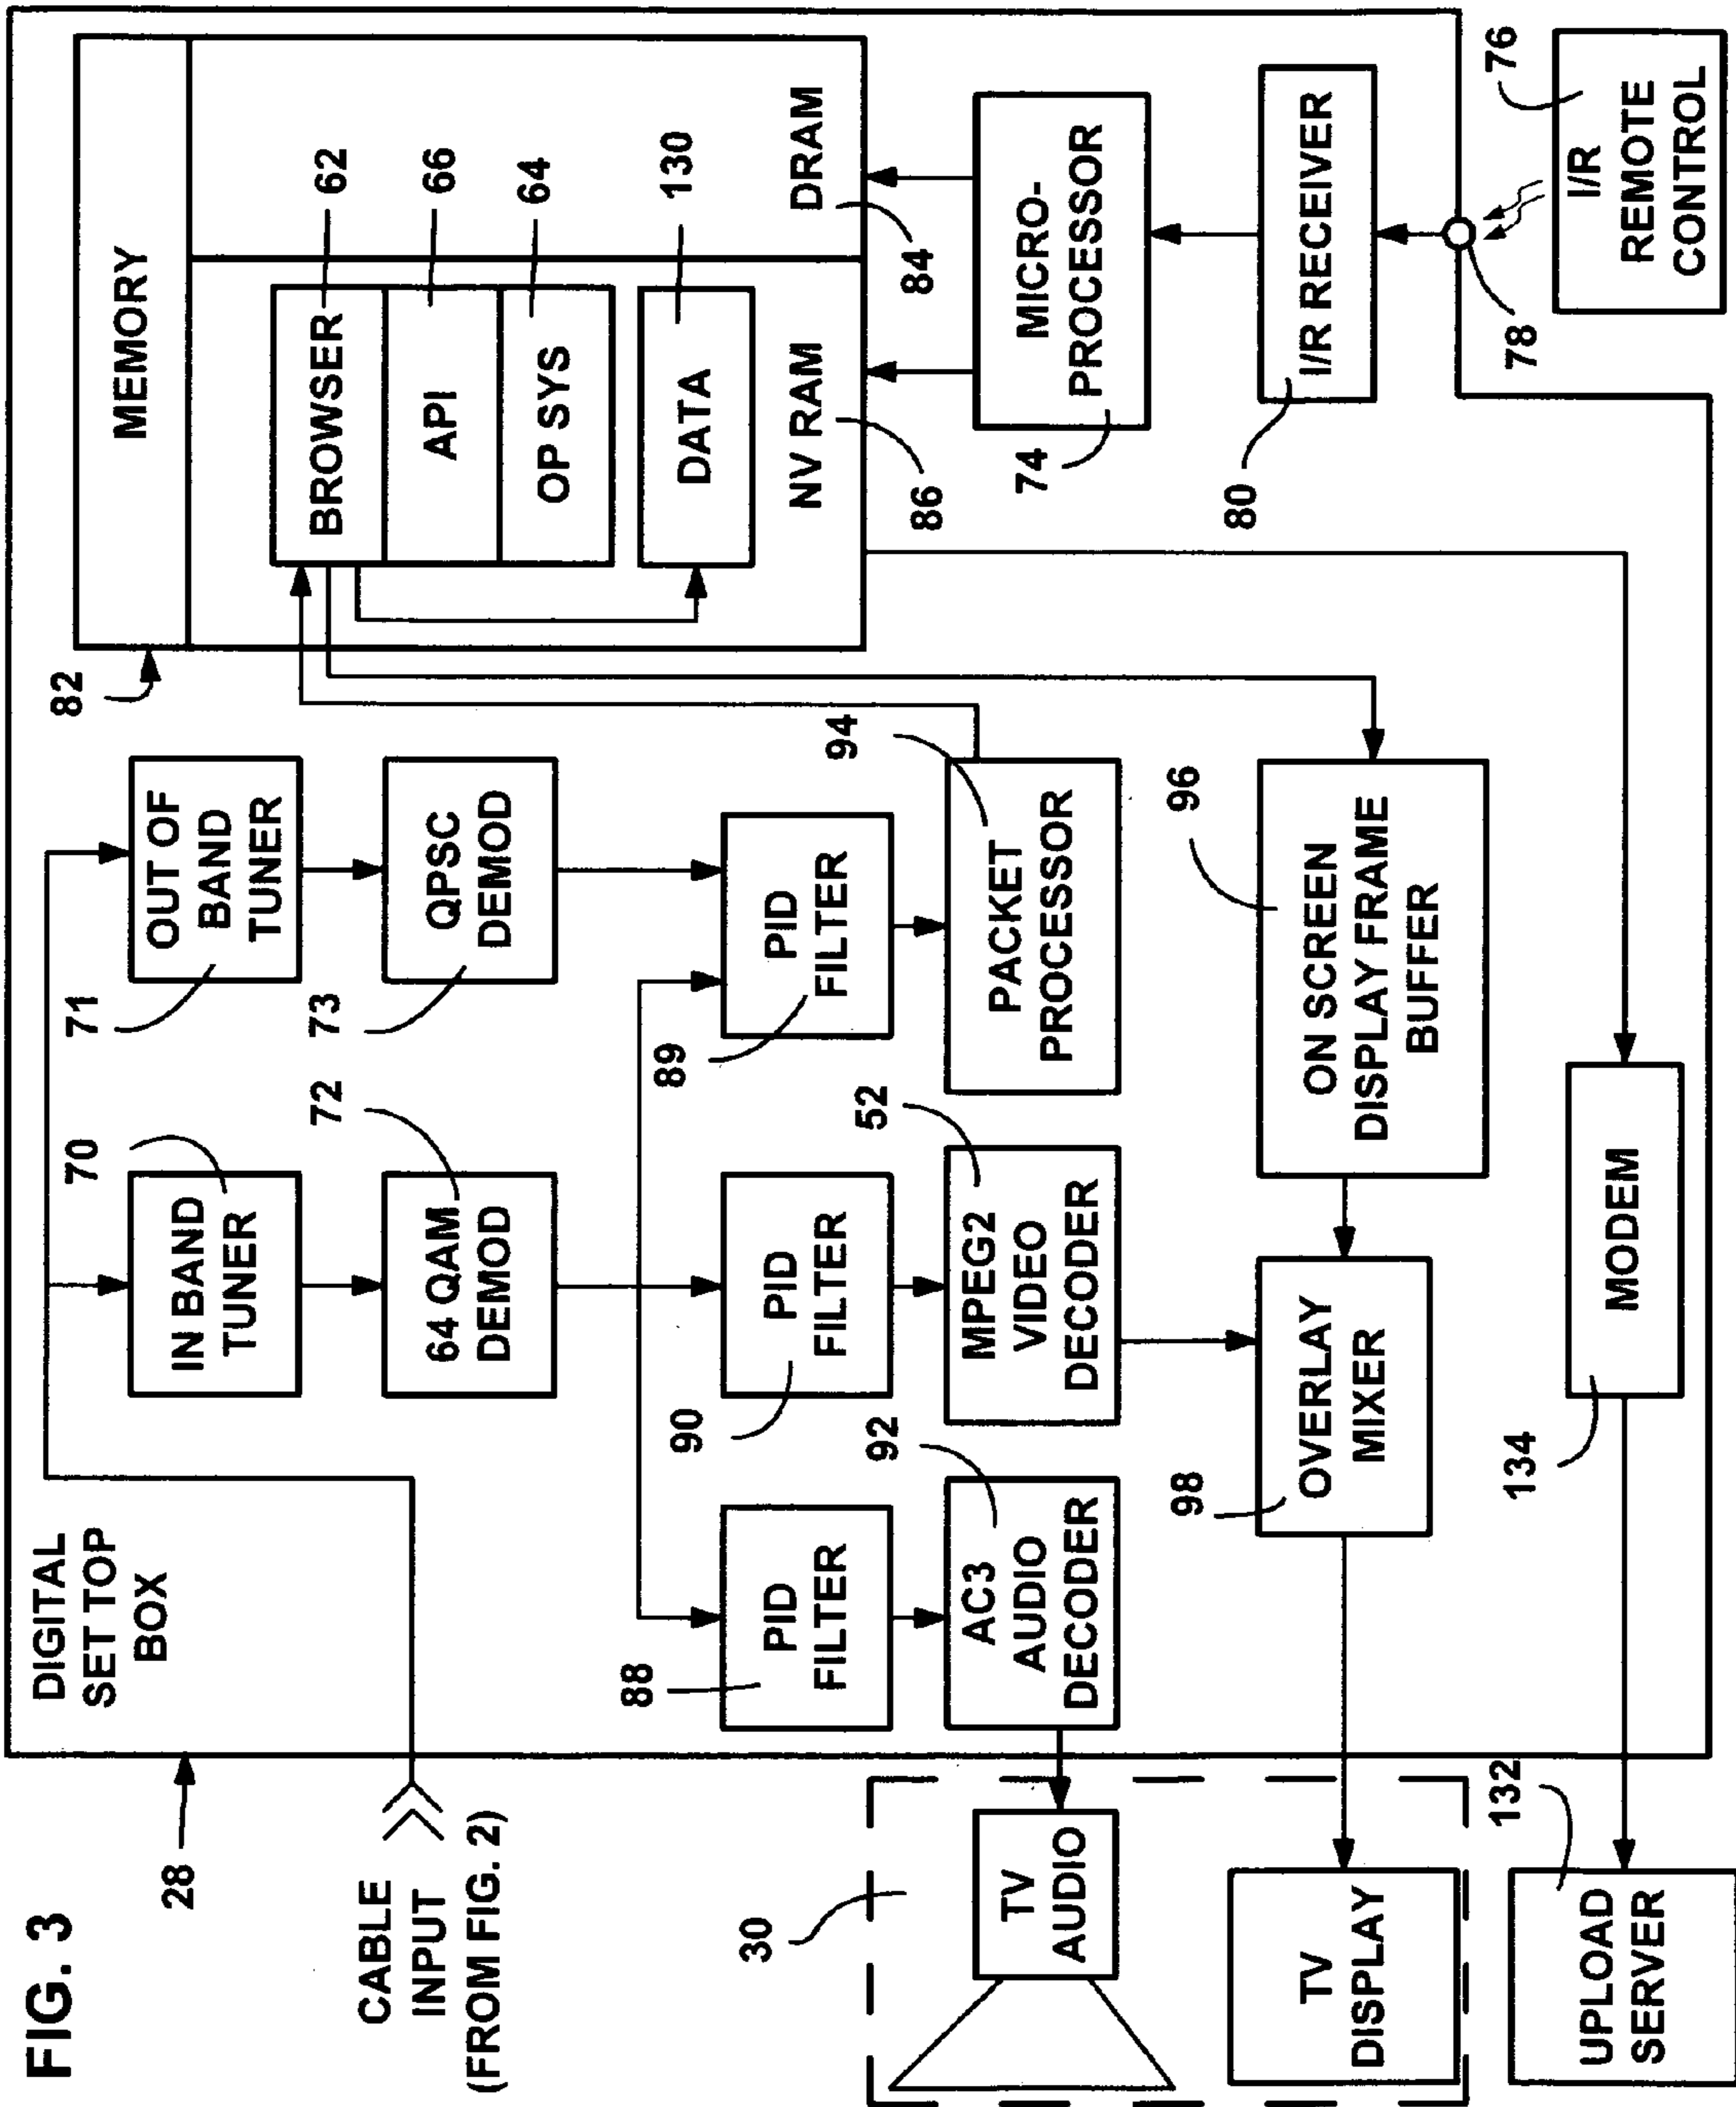 FIG. 3
28
DIGITAL
SET TOP
BOX
CABLE
INPUT
(FROM FIG. 2)
70
IN BAND
TUNER
71
OUT OF
BAND
TUNER
72
64 QAM
DEMOD
73
QPSC
DEMOD
88
PID
FILTER
90
PID
FILTER
89
PID
FILTER
92
AC3
AUDIO
DECODER
52
MPEG2
VIDEO
DECODER
94
PACKET
PROCESSOR
82
MEMORY
BROWSER
62
API
66
OP SYS
64
DATA
130
NV RAM
86
DRAM
84
30
TV
AUDIO
TV
DISPLAY
98
OVERLAY
MIXER
96
ON SCREEN
DISPLAY FRAME
BUFFER
74
MICRO-
PROCESSOR
80
I/R RECEIVER
78
76
I/R
REMOTE
CONTROL
132
UPLOAD
SERVER
134
MODEM